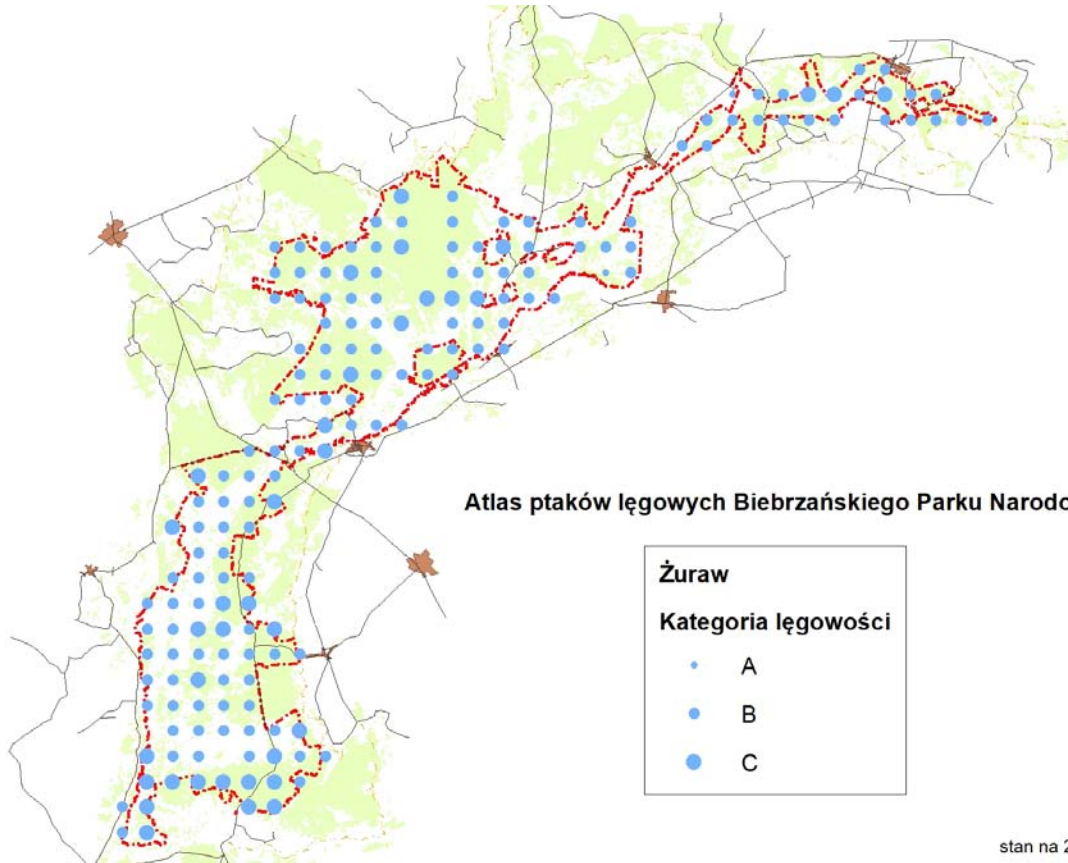 Atlas ptaków lęgowych Biebrzańskiego Parku Narodo
Żuraw
Kategoria lęgowości
A
B
C
stan na 2